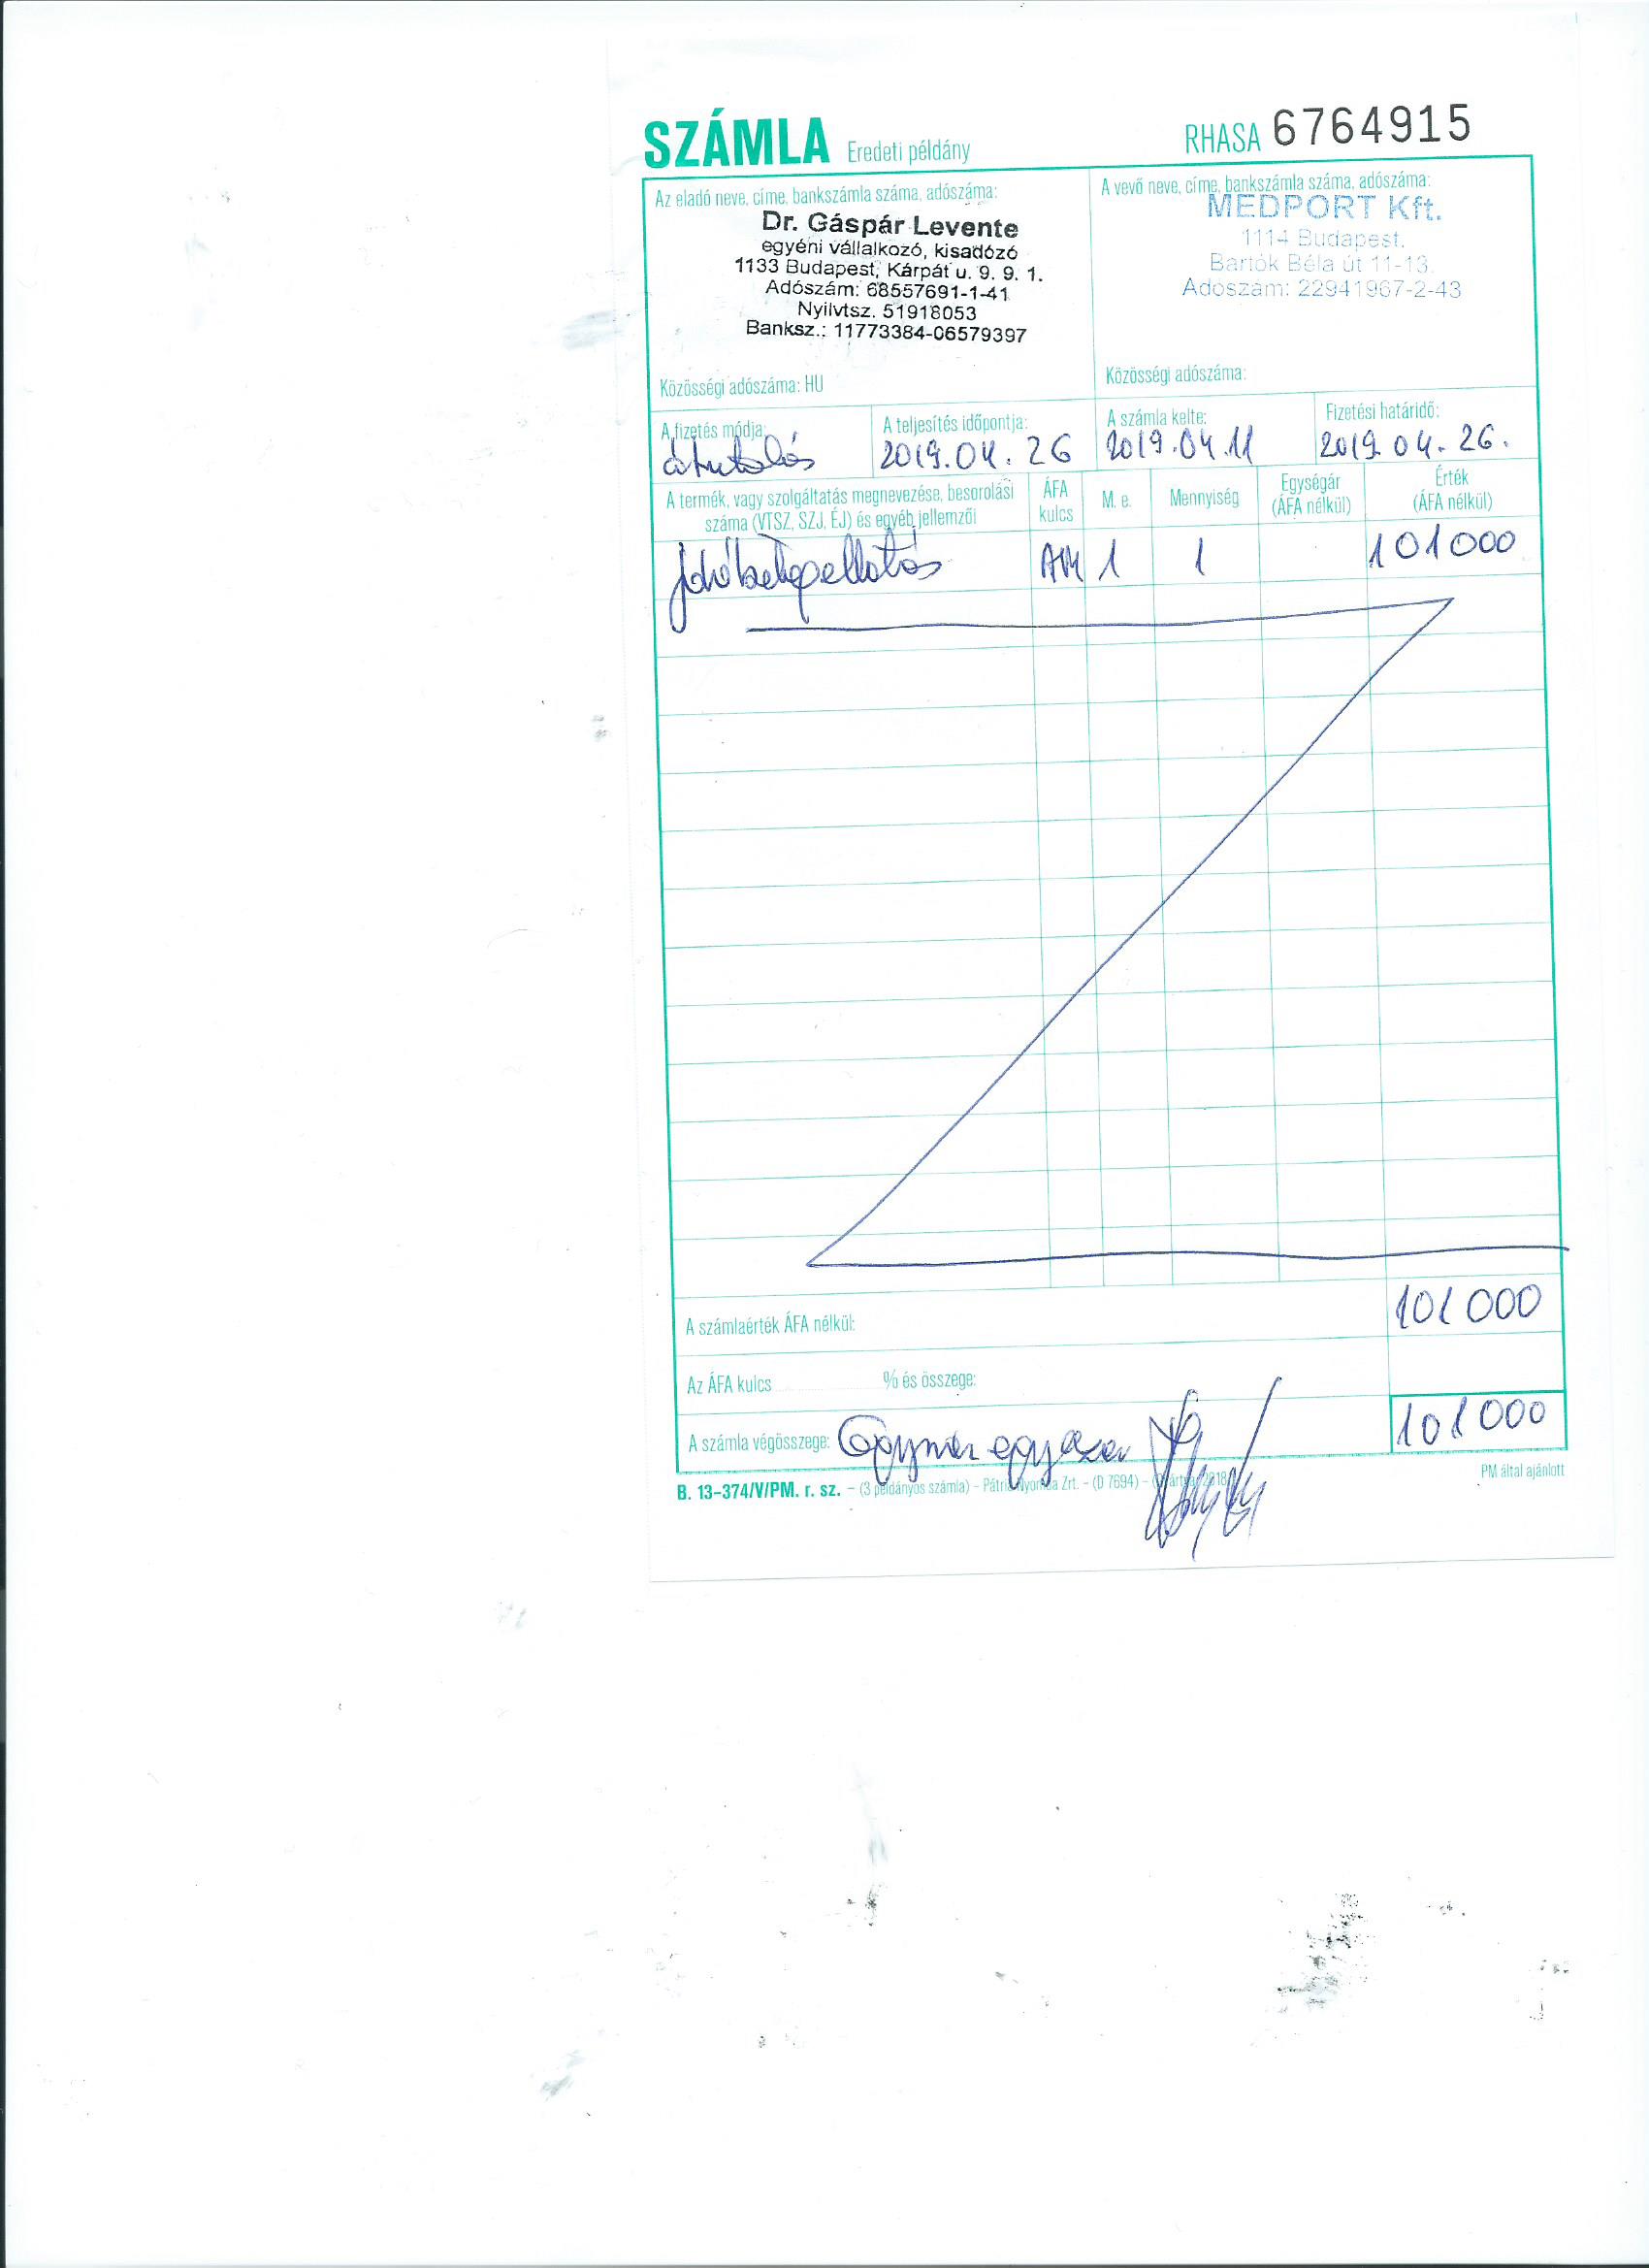 SZÁMLA Eredeti példány RHASA 6764915
Az eladó neve, címe, bankszámla száma, adószáma:
Dr. Gáspár Levente
egyéni vállalkozó, kisadózó
1133 Budapest, Kárpát u. 9. 9. 1.
Adószám: 68557691-1-41
Nyilvtsz. 51918053
Banksz.: 11773384-06579397
Közösségi adószáma: HU
A vevő neve, címe, bankszámla száma, adószáma:
MEDPORT Kft.
1114 Budapest,
Bartók Béla út 11-13.
Adószám: 22941967-2-43
Közösségi adószáma:
A fizetés módja:
átutalás
A teljesítés időpontja:
2019.04.26
A számla kelte:
2019.04.11
Fizetési határidő:
2019.04.26.
A termék, vagy szolgáltatás megnevezése, besorolási
száma (VTSZ, SZJ, ÉJ) és egyéb jellemzői
ÁFA
kulcs
M. e.
Mennyiség
Egységár
(ÁFA nélkül)
Érték
(ÁFA nélkül)
járóbetegellátás AM 1 1 101000
A számlaérték ÁFA nélkül: 101000
Az ÁFA kulcs % és összege:
A számla végösszege: 101000
B. 13-374/V/PM. r. sz. – (3 példányos számla) – Pátria Nyomda Zrt. – (D 7694) –
PM által ajánlott